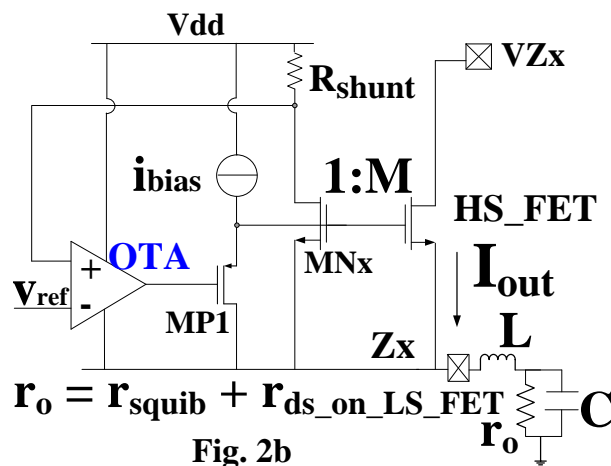 Vdd
VZx
Rshunt
ibias
1:M
HS_FET
OTA
MNx
+
-
vref
MP1
Iout
Zx
L
ro = rsquib + rds_on_LS_FET
ro
C
Fig. 2b